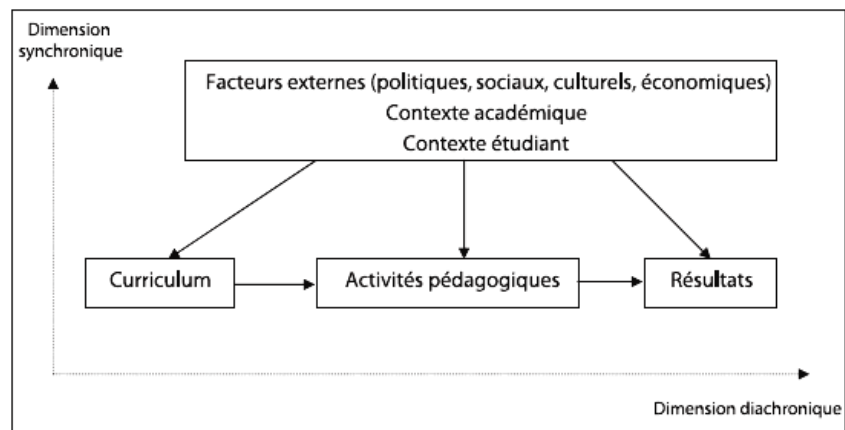 Dimension
synchronique
Facteurs externes (politiques, sociaux, culturels, économiques)
Contexte académique
Contexte étudiant
Curriculum
Activités pédagogiques
Résultats
Dimension diachronique